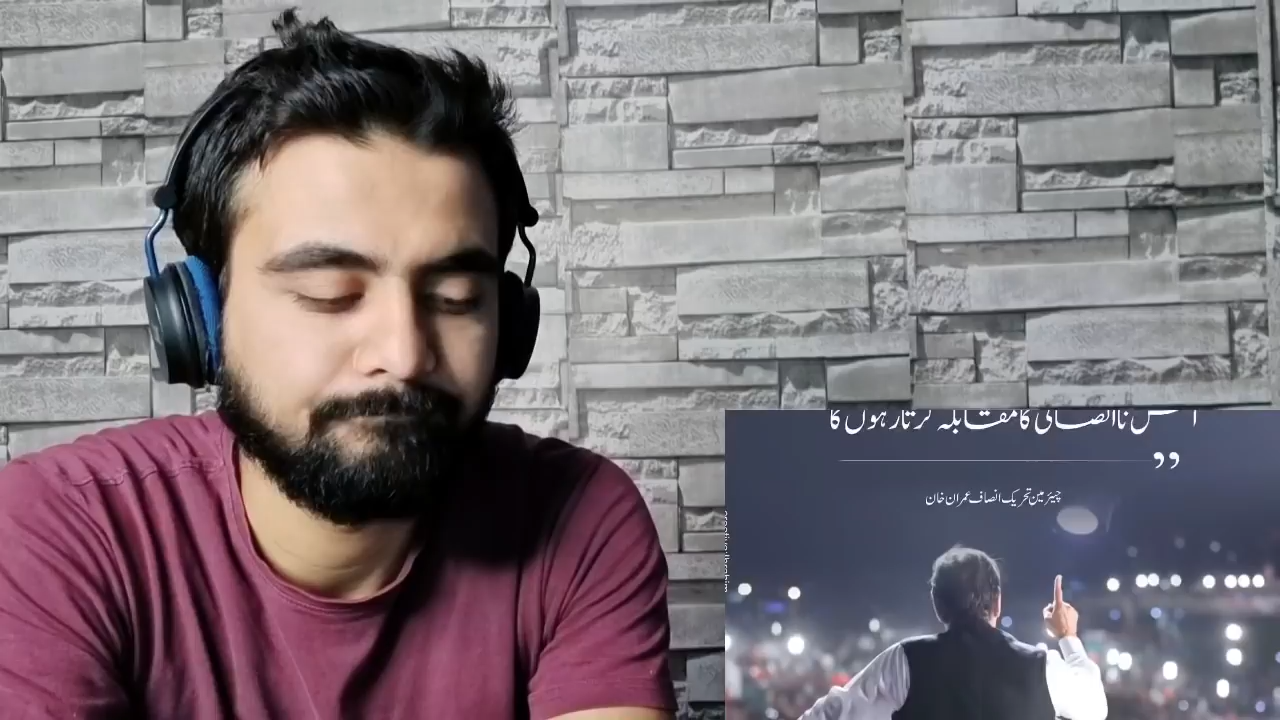 ناانصافی کا مقابلہ کرتا رہوں گا
”
چیئرمین تحریک انصاف عمران خان